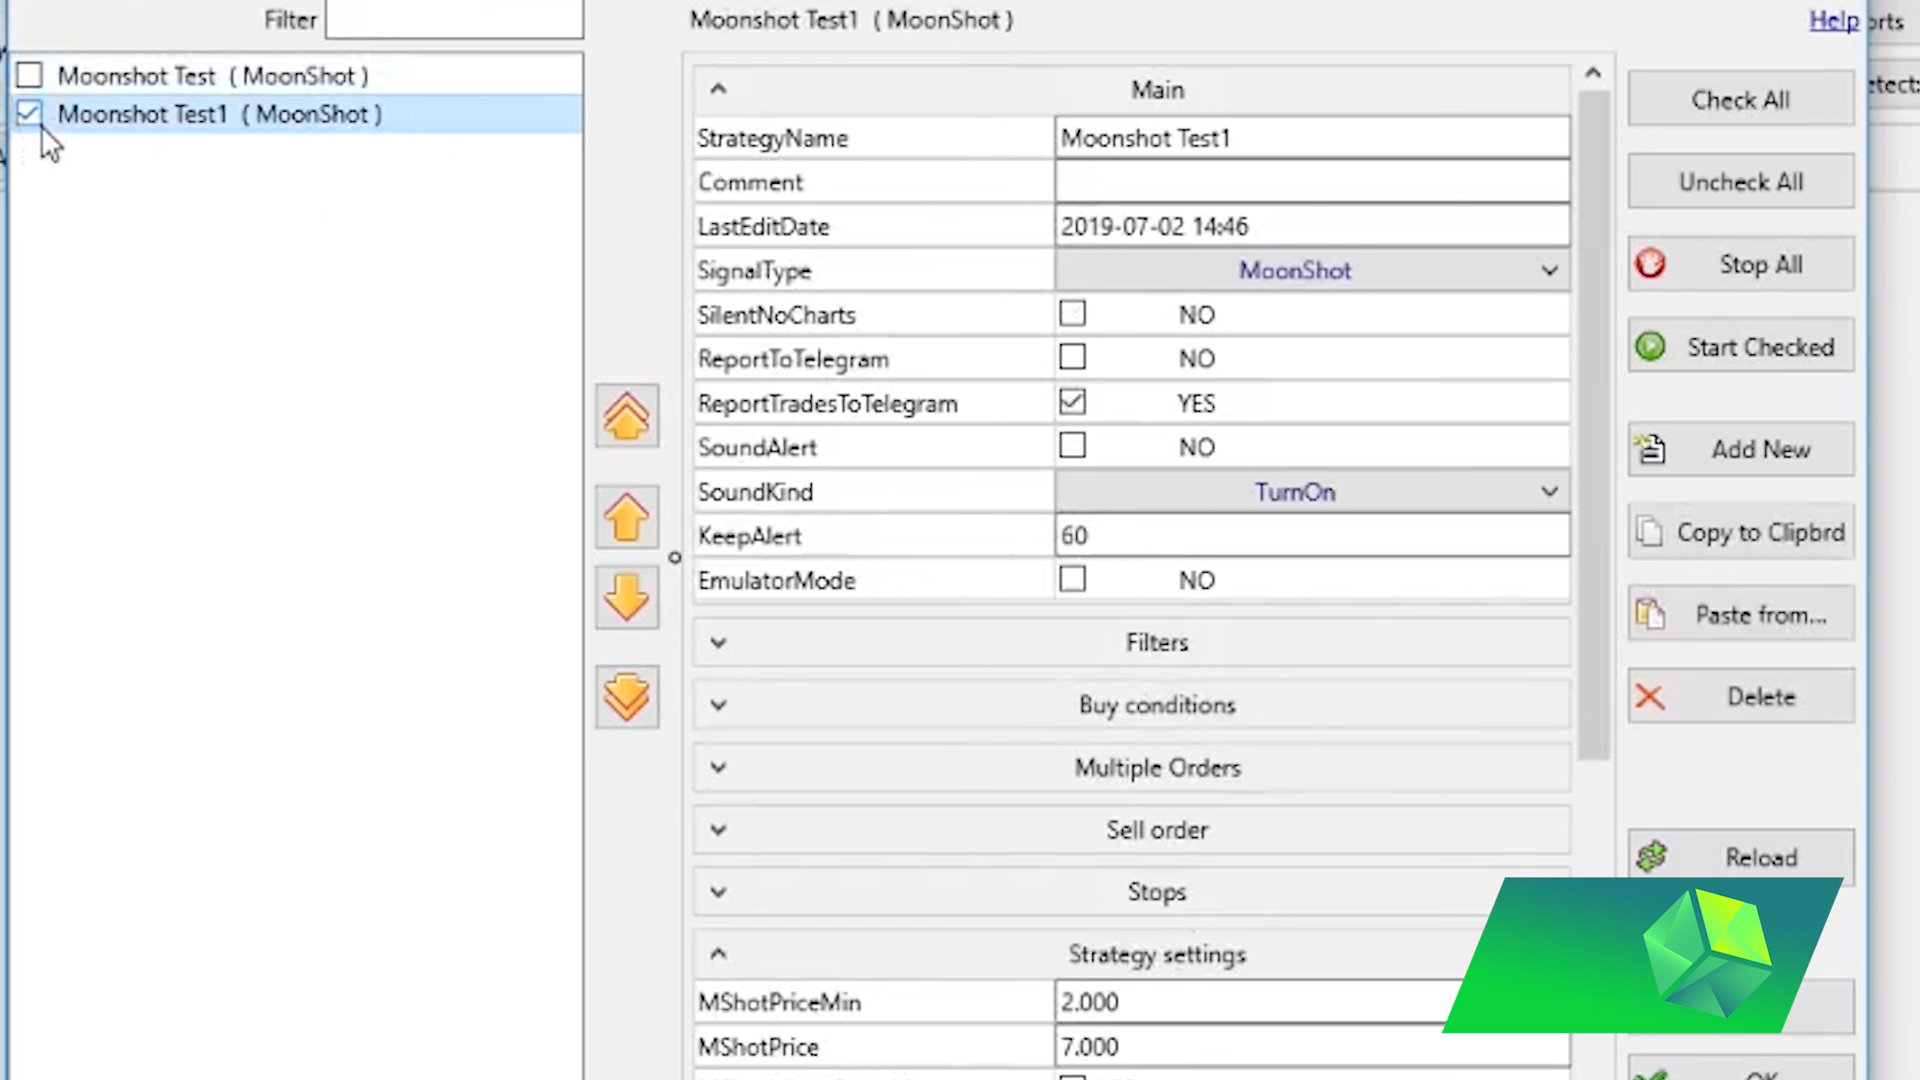 Filter
Moonshot Test1 ( MoonShot )
Help
orts
Moonshot Test ( MoonShot )
Moonshot Test1 ( MoonShot )
Main
StrategyName Moonshot Test1
Comment
LastEditDate 2019-07-02 14:46
SignalType MoonShot
SilentNoCharts NO
ReportToTelegram NO
ReportTradesToTelegram YES
SoundAlert NO
SoundKind TurnOn
KeepAlert 60
EmulatorMode NO
Filters
Buy conditions
Multiple Orders
Sell order
Stops
Strategy settings
MShotPriceMin 2.000
MShotPrice 7.000
Check All
Uncheck All
Stop All
Start Checked
Add New
Copy to Clipbrd
Paste from...
Delete
Reload